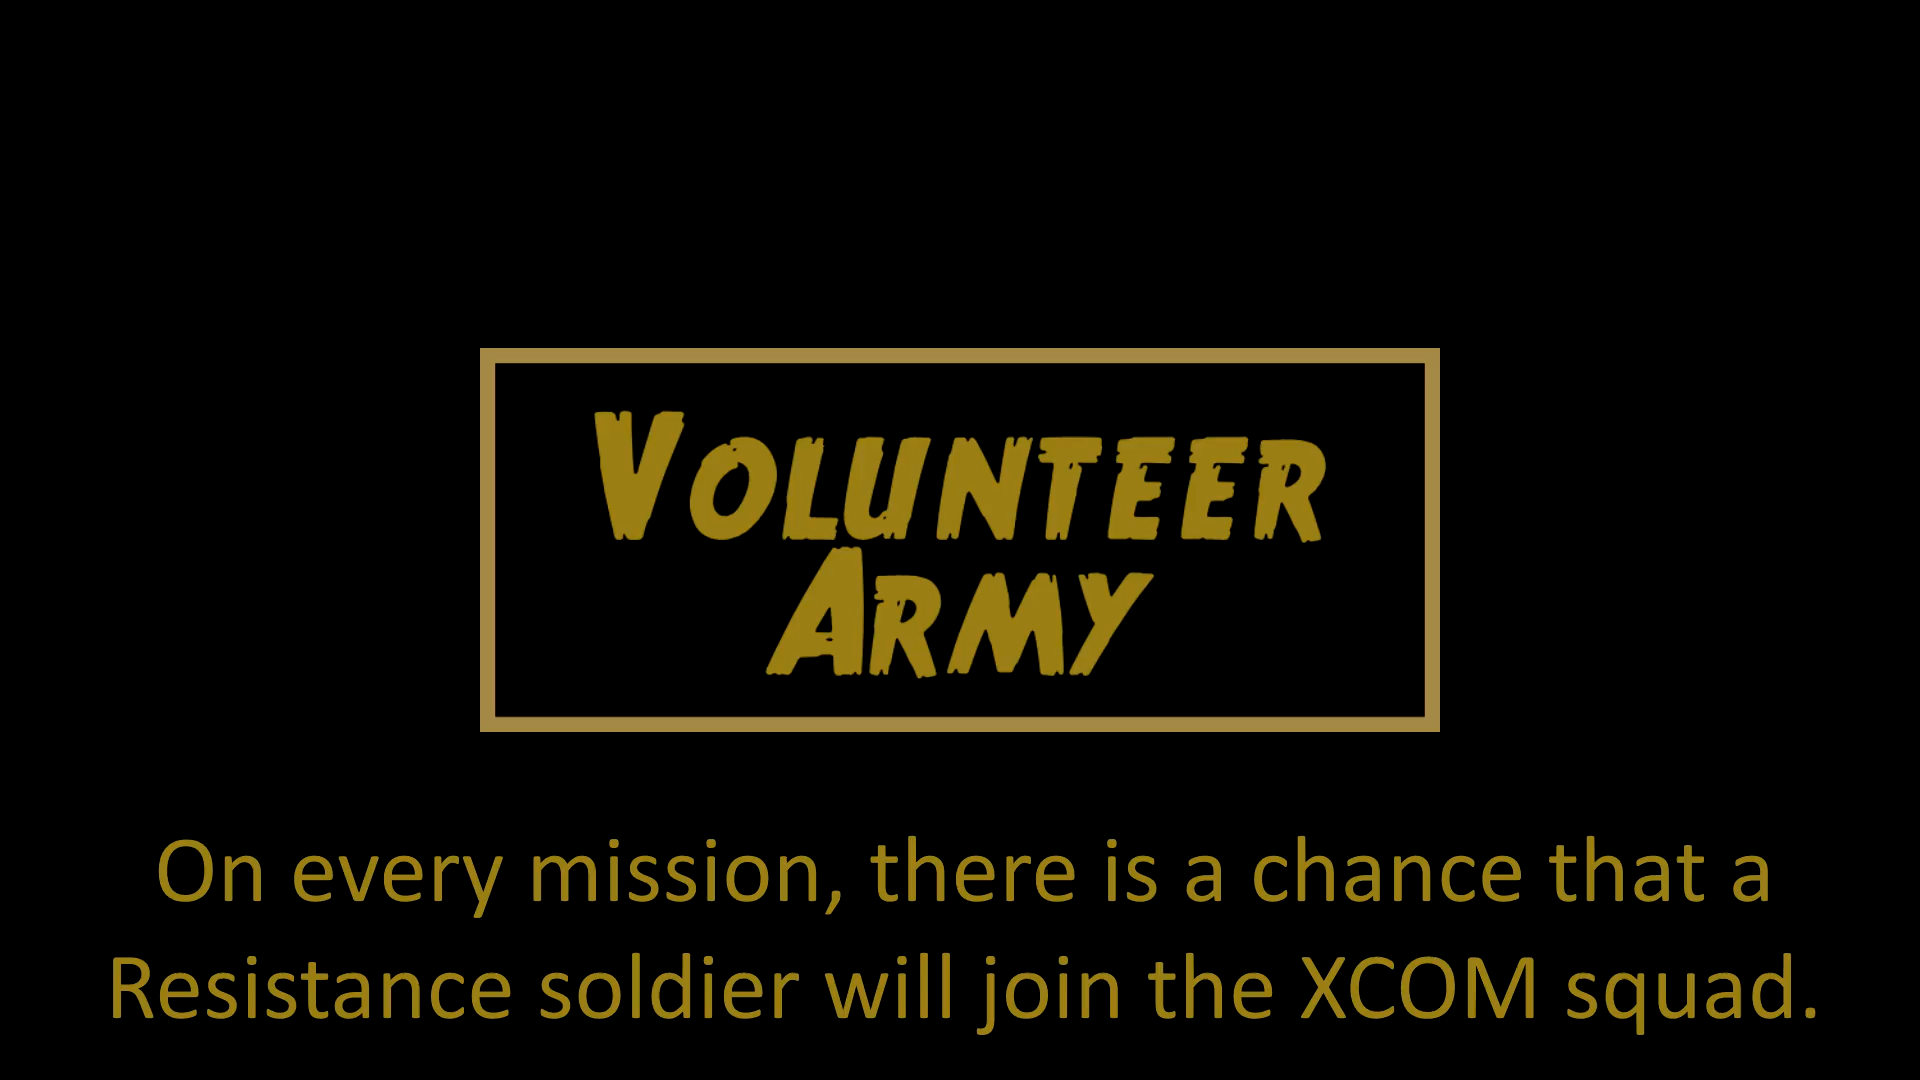 Volunteer
Army
On every mission, there is a chance that a
Resistance soldier will join the XCOM squad.